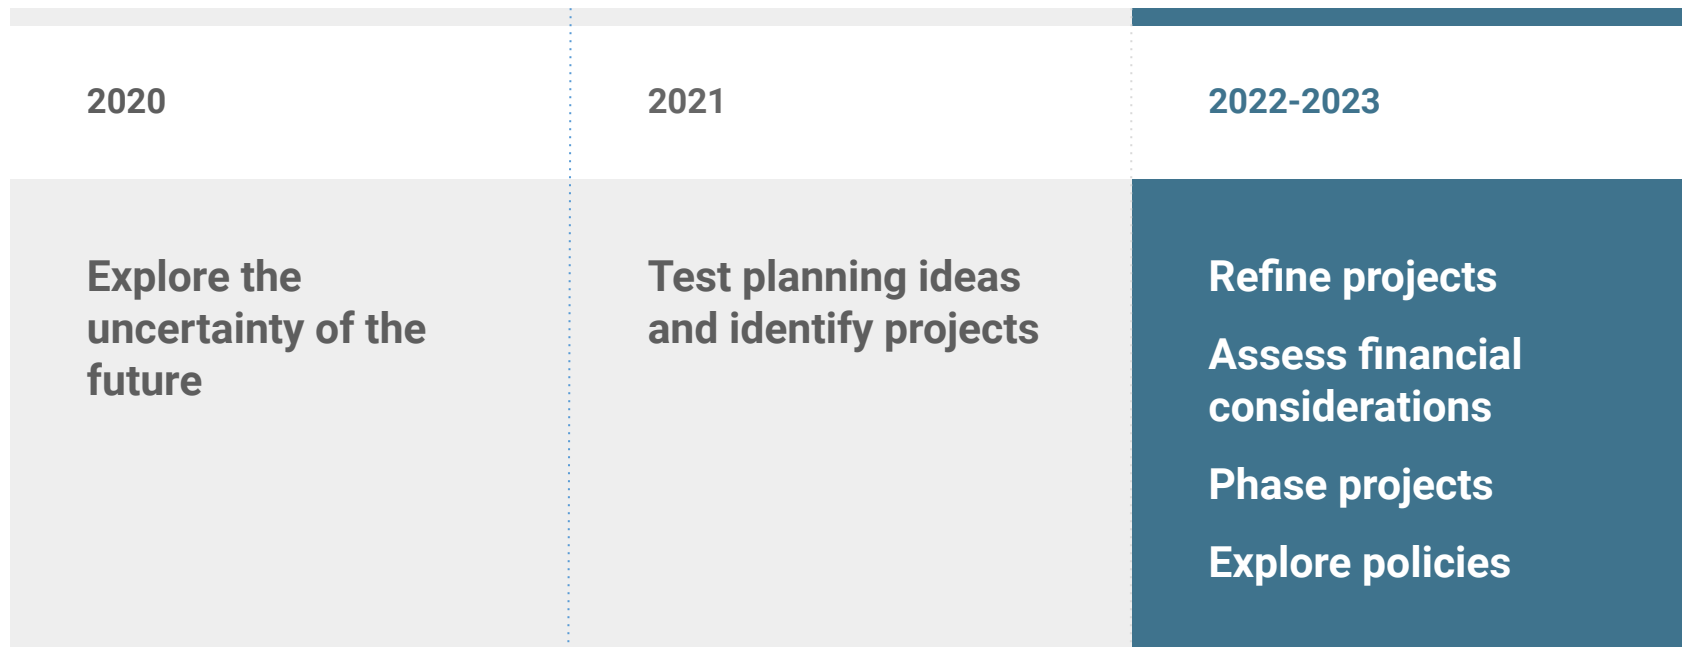 2020
Explore the
uncertainty of the
future
2021
Test planning ideas
and identify projects
2022-2023
Refine projects
Assess financial
considerations
Phase projects
Explore policies